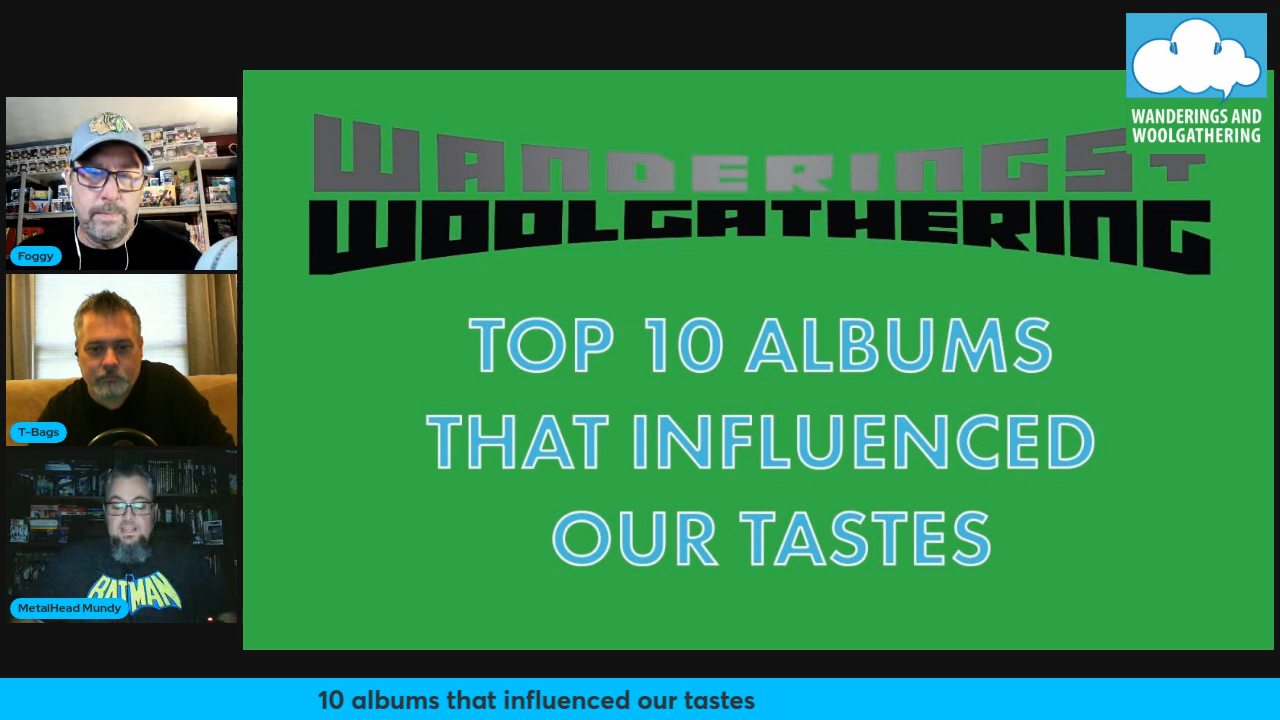 WANDERINGS AND
WOOLGATHERING
WANDERINGS +
WOOLGATHERING
Foggy
TOP 10 ALBUMS
T-Bags
THAT INFLUENCED
OUR TASTES
BATMAN
MetalHead Mundy
10 albums that influenced our tastes